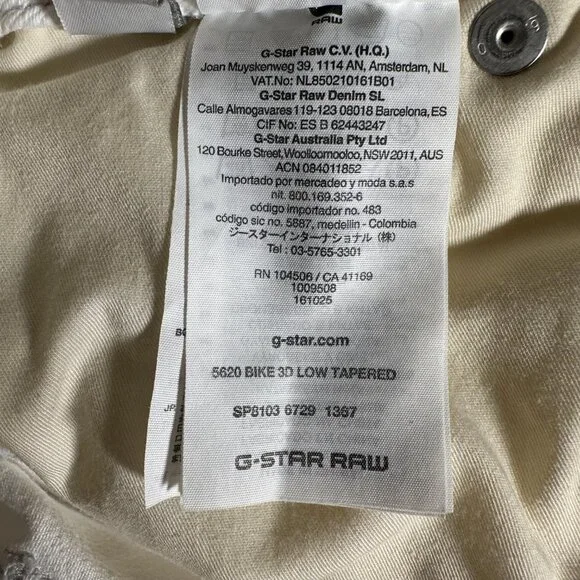 RAW
G-Star Raw C.V. (H.Q.)
Joan Muyskenweg 39, 1114 AN, Amsterdam, NL
VAT.No: NL850210161B01
G-Star Raw Denim SL
Calle Almogavares 119-123 08018 Barcelona, ES
CIF No: ES B 62443247
G-Star Australia Pty Ltd
120 Bourke Street, Woolloomooloo, NSW 2011, AUS
ACN 084011852
Importado por mercadeo y moda s.a.s
nit. 800.169.352-6
código importador no. 483
código sic no. 5687, medellin - Colombia
ジースターインターナショナル (株)
Tel : 03-5765-3301
RN 104506 / CA 41169
1009508
161025
g-star.com
5620 BIKE 3D LOW TAPERED
SP8103 6729 1367
G-STAR RAW